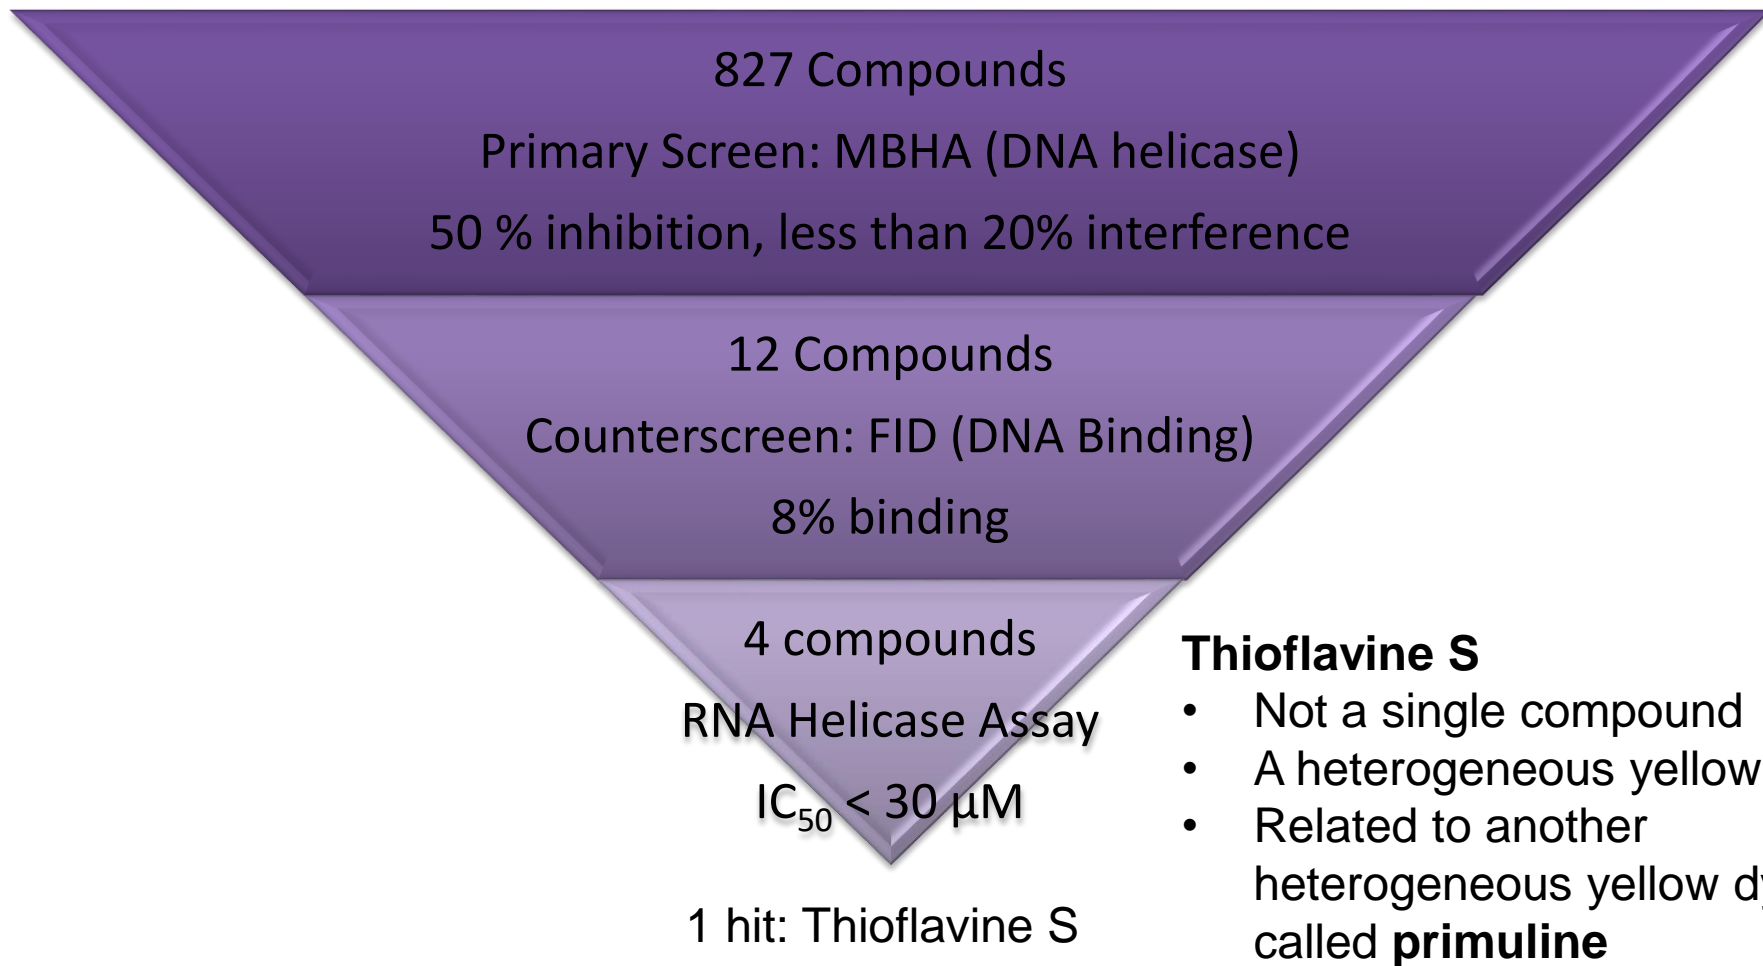 827 Compounds
Primary Screen: MBHA (DNA helicase)
50 % inhibition, less than 20% interference
12 Compounds
Counterscreen: FID (DNA Binding)
8% binding
4 compounds
RNA Helicase Assay
IC₅₀ < 30 µM
1 hit: Thioflavine S
Thioflavine S
• Not a single compound
• A heterogeneous yellow
• Related to another
heterogeneous yellow
called primuline